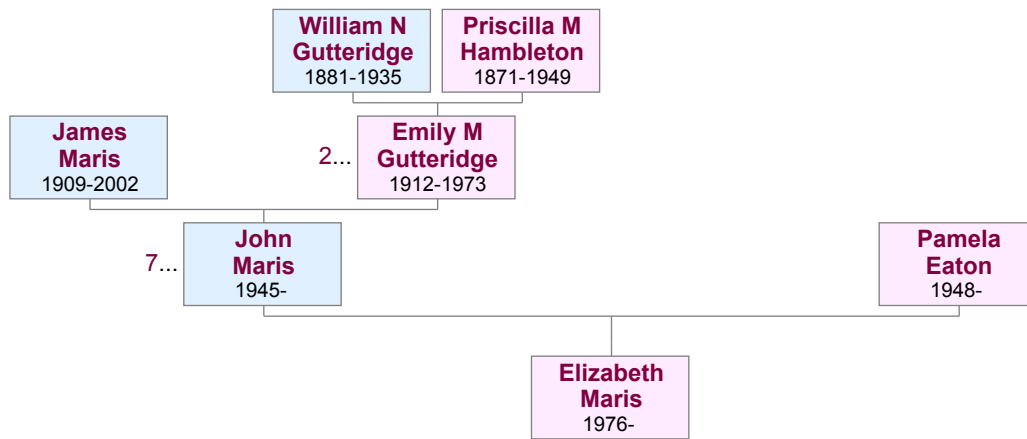 William N
Gutteridge
1881-1935
Priscilla M
Hambleton
1871-1949
James
Maris
1909-2002
2...
Emily M
Gutteridge
1912-1973
7...
John
Maris
1945-
Pamela
Eaton
1948-
Elizabeth
Maris
1976-